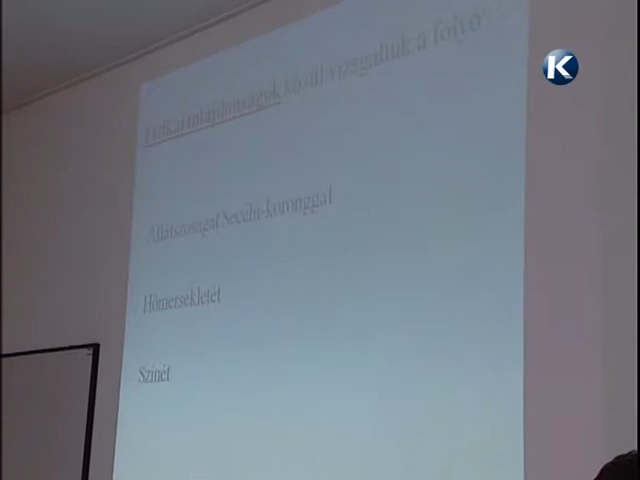 Fizikai tulajdonságok közül vizsgáltuk a folyó
Átlátszóságát Secchi-koronggal
Hőmérsékletét
Színét
K